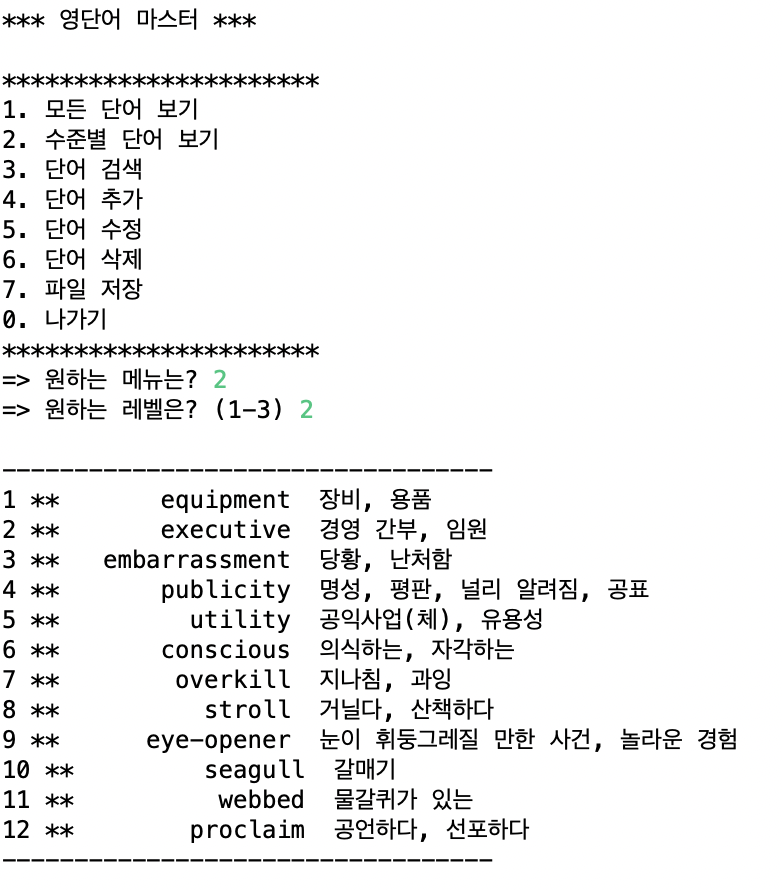 *** 영단어 마스터 ***
**********************
1. 모든 단어 보기
2. 수준별 단어 보기
3. 단어 검색
4. 단어 추가
5. 단어 수정
6. 단어 삭제
7. 파일 저장
0. 나가기
**********************
=> 원하는 메뉴는? 2
=> 원하는 레벨은? (1-3) 2
----------------------------------
1 ** equipment 장비, 용품
2 ** executive 경영 간부, 임원
3 ** embarrassment 당황, 난처함
4 ** publicity 명성, 평판, 널리 알려짐, 공표
5 ** utility 공익사업(체), 유용성
6 ** conscious 의식하는, 자각하는
7 ** overkill 지나침, 과잉
8 ** stroll 거닐다, 산책하다
9 ** eye-opener 눈이 휘둥그레질 만한 사건, 놀라운 경험
10 ** seagull 갈매기
11 ** webbed 물갈퀴가 있는
12 ** proclaim 공언하다, 선포하다
----------------------------------